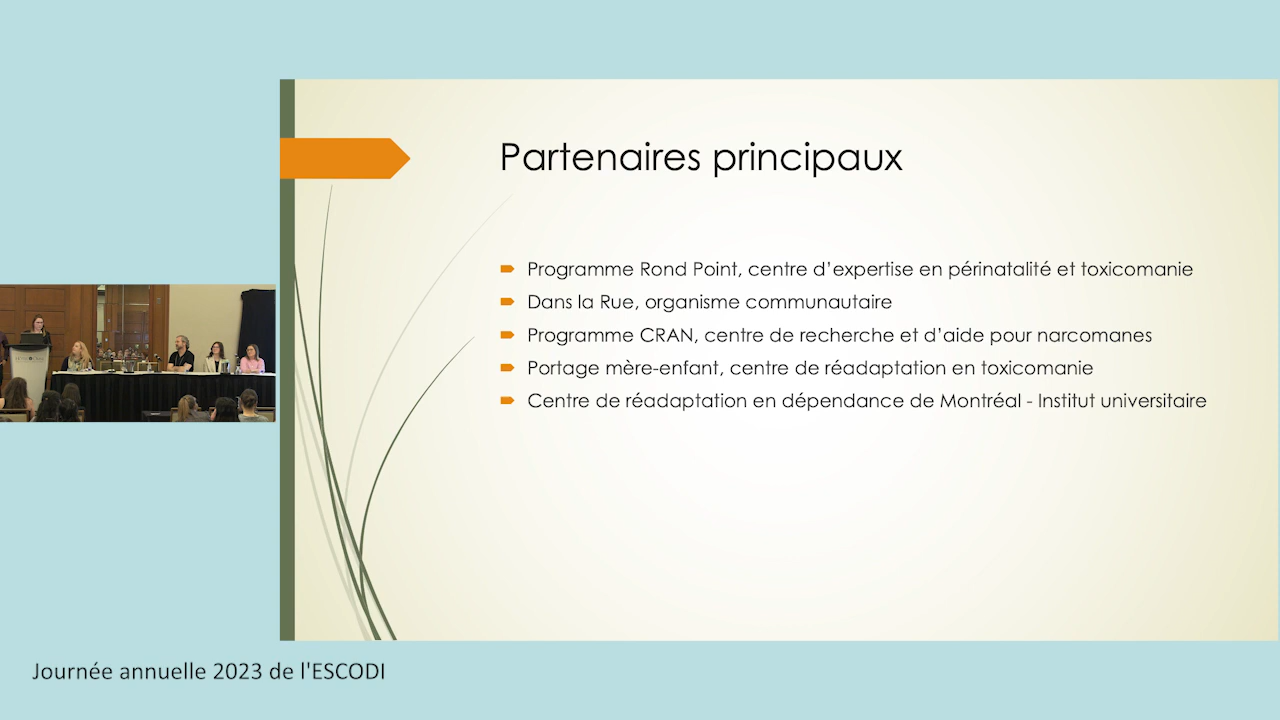 Partenaires principaux
Programme Rond Point, centre d’expertise en périnatalité et toxicomanie
Dans la Rue, organisme communautaire
Programme CRAN, centre de recherche et d’aide pour narcomanes
Portage mère-enfant, centre de réadaptation en toxicomanie
Centre de réadaptation en dépendance de Montréal - Institut universitaire
Journée annuelle 2023 de l'ESCODI